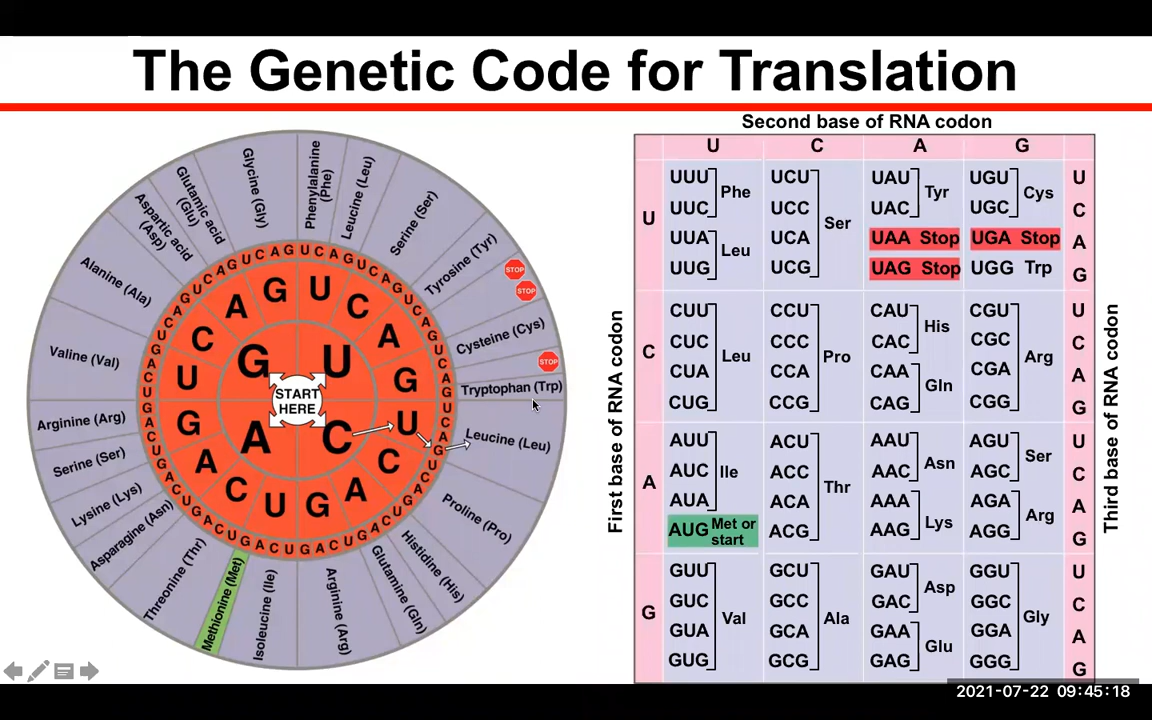 The Genetic Code for Translation
Second base of RNA codon
U C A G
First base of RNA codon
Third base of RNA codon
U
UUU
UUC
Phe
UUA
UUG
Leu
UCU
UCC
UCA
UCG
Ser
UAU
UAC
Tyr
UAA Stop
UAG Stop
UGU
UGC
Cys
UGA Stop
UGG Trp
U
C
A
G
C
CUU
CUC
CUA
CUG
Leu
CCU
CCC
CCA
CCG
Pro
CAU
CAC
His
CAA
CAG
Gln
CGU
CGC
CGA
CGG
Arg
U
C
A
G
A
AUU
AUC
AUA
Ile
AUG Met or
start
ACU
ACC
ACA
ACG
Thr
AAU
AAC
Asn
AAA
AAG
Lys
AGU
AGC
Ser
AGA
AGG
Arg
U
C
A
G
G
GUU
GUC
GUA
GUG
Val
GCU
GCC
GCA
GCG
Ala
GAU
GAC
Asp
GAA
GAG
Glu
GGU
GGC
GGA
GGG
Gly
U
C
A
G
START
HERE
G U
A C
U C A G
U C A G
U C A G
U C A G
U C A G U C A G U C A G U C A G
U C A G U C A G U C A G U C A G
U C A G U C A G U C A G U C A G
U C A G U C A G U C A G U C A G
Phenylalanine
(Phe)
Leucine (Leu)
Serine (Ser)
Tyrosine (Tyr)
STOP
STOP
Cysteine (Cys)
STOP
Tryptophan (Trp)
Leucine (Leu)
Proline (Pro)
Histidine (His)
Glutamine (Gln)
Arginine (Arg)
Isoleucine (Ile)
Methionine (Met)
Threonine (Thr)
Asparagine (Asn)
Lysine (Lys)
Serine (Ser)
Arginine (Arg)
Valine (Val)
Alanine (Ala)
Aspartic acid
(Asp)
Glutamic acid
(Glu)
Glycine (Gly)
2021-07-22 09:45:18